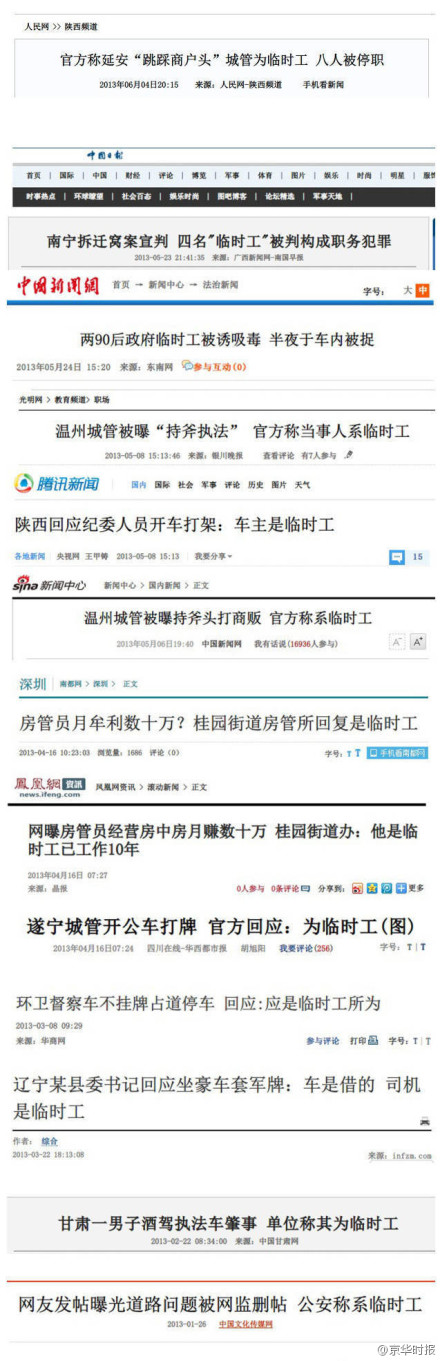 人民网 >> 陕西频道
官方称延安“跳踩商户头”城管为临时工 八人被停职
2013年06月04日20:15 来源：人民网-陕西频道 手机看新闻
中国日报
首页 | 国际 | 中国 | 财经 | 评论 | 博览 | 军事 | 体育 | 图片 | 娱乐 | 时尚 | 明星 | 服饰
时事热点 | 环球瞭望 | 社会百态 | 娱乐时尚 | 图吧博客 | 论坛精选 | 军事天地 |
南宁拆迁窝案宣判 四名"临时工"被判构成职务犯罪
2013-05-23 21:41:35 来源：广西新闻网-南国早报
中国新闻网 首页 → 新闻中心 → 法治新闻
字号： 大 中
两90后政府临时工被诱吸毒 半夜于车内被捉
2013年05月24日 15:20 来源：东南网 参与互动(0)
光明网 > 教育频道> 职场
温州城管被曝“持斧执法” 官方称当事人系临时工
2013-05-08 15:13:46 来源：银川晚报 查看评论 有7人参与
腾讯新闻 国内 国际 社会 军事 评论 历史 图片 天气
陕西回应纪委人员开车打架：车主是临时工
各地新闻 央视网 王甲铸 2013-05-08 15:13 我要分享 15
sina 新闻中心 新闻中心 > 国内新闻 > 正文
温州城管被曝持斧头打商贩 官方称系临时工
2013年05月06日19:40 中国新闻网 我有话说(16936人参与) A- A+
深圳 南都网 > 深圳 > 正文
房管员月牟利数十万？桂园街道房管所回复是临时工
2013-04-16 10:23:03 浏览量：1686 评论（0） 字号：T T 手机看南都网
凤凰网 资讯 凤凰网资讯 > 滚动新闻 > 正文
news.ifeng.com
网曝房管员经营房中房月赚数十万 桂园街道办：他是临
时工已工作10年
2013年04月16日 07:27
来源：晶报 0人参与 0条评论 分享到： 更多
遂宁城管开公车打牌 官方回应：为临时工(图)
2013年04月16日07:24 四川在线-华西都市报 胡旭阳 我要评论(256) 字号：T | T
环卫督察车不挂牌占道停车 回应:应是临时工所为
2013-03-08 09:29
来源：华商网 参与评论 打印 字号：T | T
辽宁某县委书记回应坐豪车套军牌：车是借的 司机
是临时工
作者： 综合
2013-03-22 18:13:08 来源：infzm.com
甘肃一男子酒驾执法车肇事 单位称其为临时工
2013-02-22 08:34:00 来源：中国甘肃网
网友发帖曝光道路问题被网监删帖 公安称系临时工
2013-01-26 中国文化传媒网
@京华时报